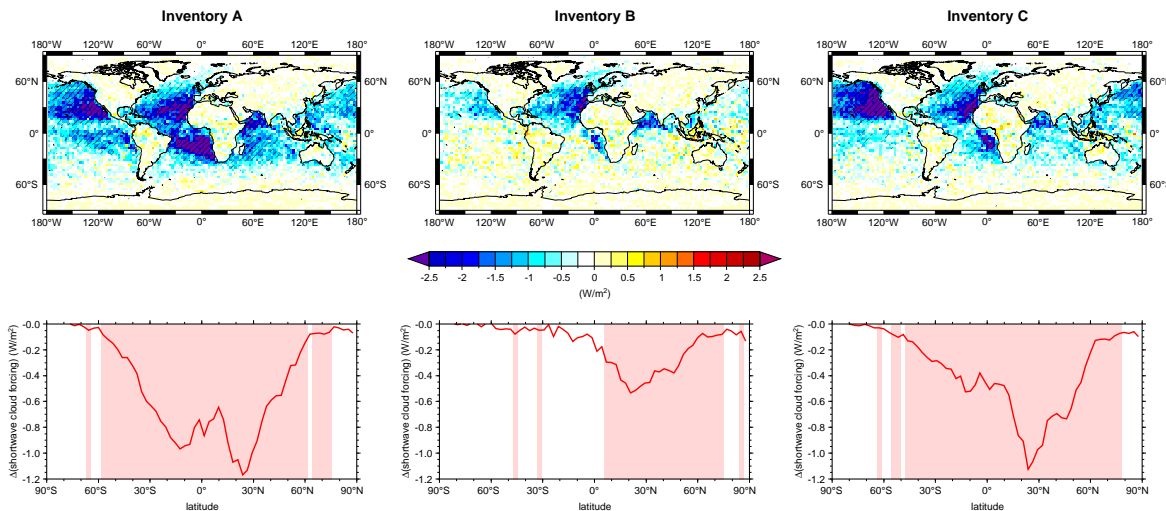 Inventory A
Inventory B
Inventory C
180°W 120°W 60°W 0° 60°E 120°E 180°
180°W 120°W 60°W 0° 60°E 120°E 180°
180°W 120°W 60°W 0° 60°E 120°E 180°
60°N 60°N
0° 0°
60°S 60°S
180°W 120°W 60°W 0° 60°E 120°E 180°
60°N 60°N
0° 0°
60°S 60°S
180°W 120°W 60°W 0° 60°E 120°E 180°
60°N 60°N
0° 0°
60°S 60°S
180°W 120°W 60°W 0° 60°E 120°E 180°
-2.5 -2 -1.5 -1 -0.5 0 0.5 1 1.5 2 2.5
(W/m²)
Δ(shortwave cloud forcing) (W/m²)
-0.0
-0.2
-0.4
-0.6
-0.8
-1.0
-1.2
90°S 60°S 30°S 0°N 30°N 60°N 90°N
latitude
Δ(shortwave cloud forcing) (W/m²)
-0.0
-0.2
-0.4
-0.6
-0.8
-1.0
-1.2
90°S 60°S 30°S 0°N 30°N 60°N 90°N
latitude
Δ(shortwave cloud forcing) (W/m²)
-0.0
-0.2
-0.4
-0.6
-0.8
-1.0
-1.2
90°S 60°S 30°S 0°N 30°N 60°N 90°N
latitude